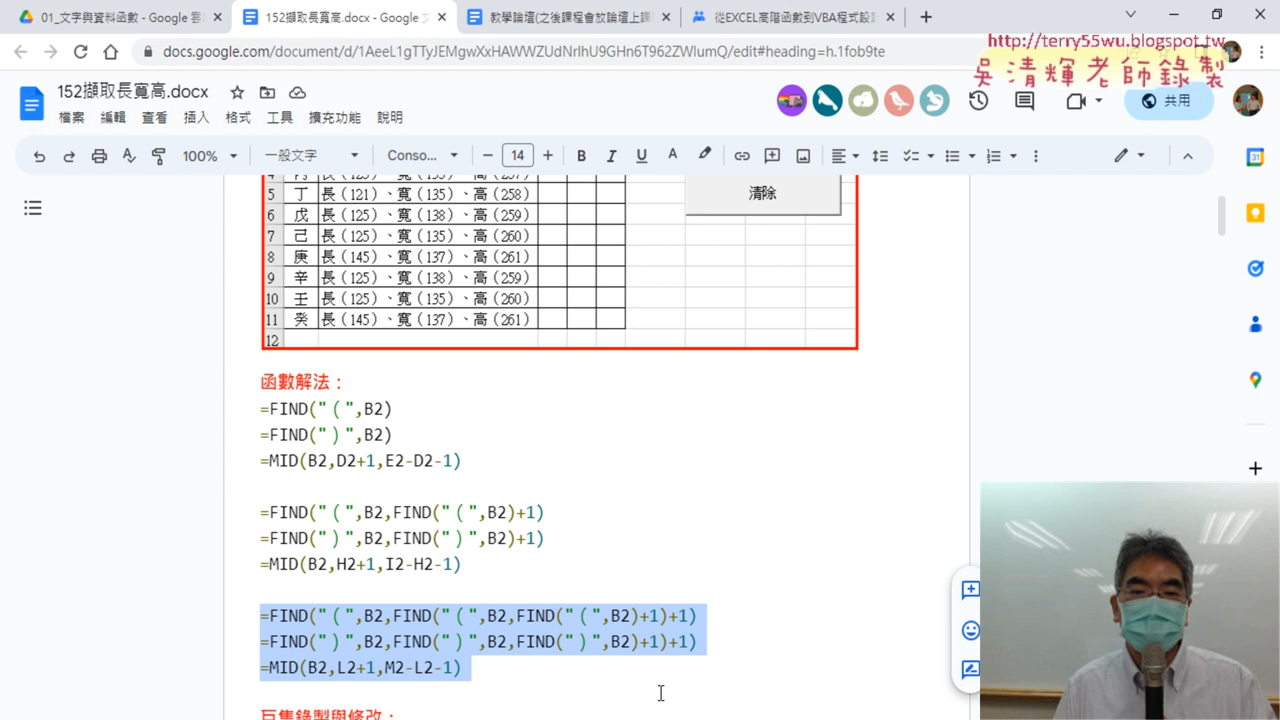 01_文字與資料函數 - Google 雲
152擷取長寬高.docx - Google 文
教學論壇(之後課程會放論壇上課
從EXCEL高階函數到VBA程式設
docs.google.com/document/d/1AeeL1gTTyJEMgwXxHAWWZUdNrlhU9GHn6T962ZWlumQ/edit#heading=h.1fob9te
http://terry55wu.blogspot.tw
吳清輝老師錄製
152擷取長寬高.docx
檔案 編輯 查看 插入 格式 工具 擴充功能 說明
共用
100% 一般文字 Conso... 14 B I U A
5 丁 長（121）、寬（135）、高（258）
清除
6 戊 長（125）、寬（138）、高（259）
7 己 長（125）、寬（135）、高（260）
8 庚 長（145）、寬（137）、高（261）
9 辛 長（125）、寬（138）、高（259）
10 壬 長（125）、寬（135）、高（260）
11 癸 長（145）、寬（137）、高（261）
12
函數解法：
=FIND("（",B2)
=FIND("）",B2)
=MID(B2,D2+1,E2-D2-1)
=FIND("（",B2,FIND("（",B2)+1)
=FIND("）",B2,FIND("）",B2)+1)
=MID(B2,H2+1,I2-H2-1)
=FIND("（",B2,FIND("（",B2,FIND("（",B2)+1)+1)
=FIND("）",B2,FIND("）",B2,FIND("）",B2)+1)+1)
=MID(B2,L2+1,M2-L2-1)
巨集錄製與修改：